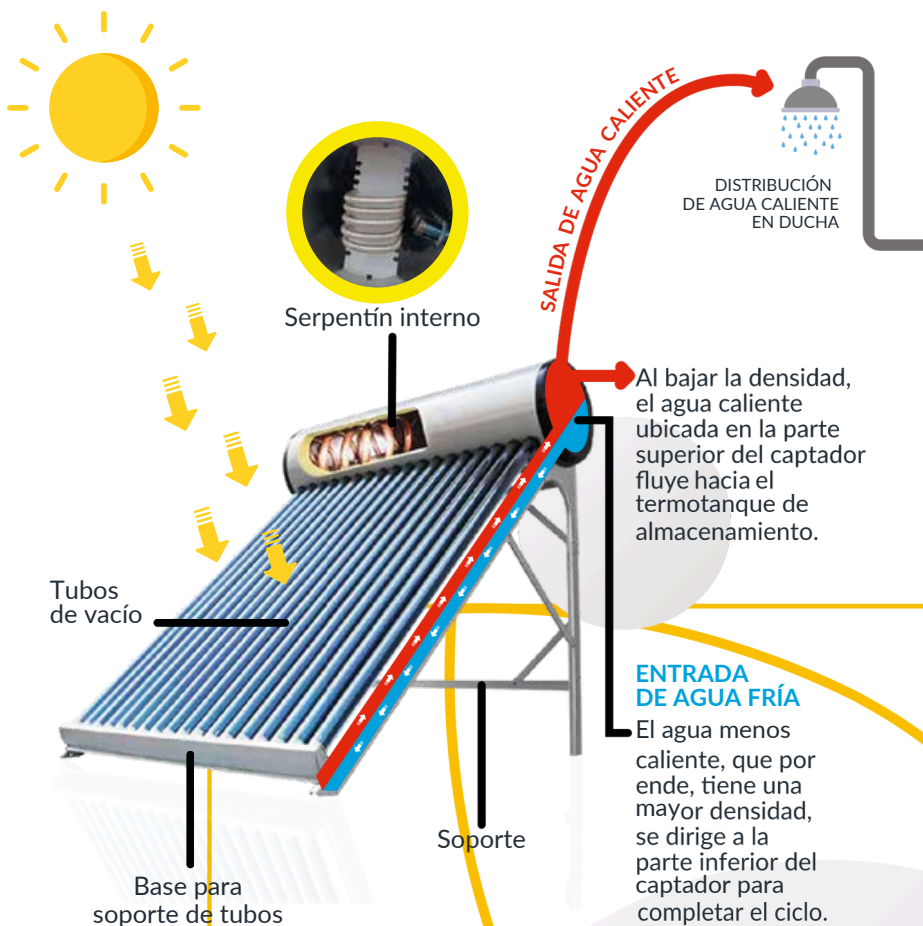 SALIDA DE AGUA CALIENTE
DISTRIBUCIÓN
DE AGUA CALIENTE
EN DUCHA
Serpentín interno
Al bajar la densidad,
el agua caliente
ubicada en la parte
superior del captador
fluye hacia el
termotanque de
almacenamiento.
Tubos
de vacío
ENTRADA
DE AGUA FRÍA
El agua menos
caliente, que por
ende, tiene una
mayor densidad,
se dirige a la
parte inferior del
captador para
completar el ciclo.
Soporte
Base para
soporte de tubos